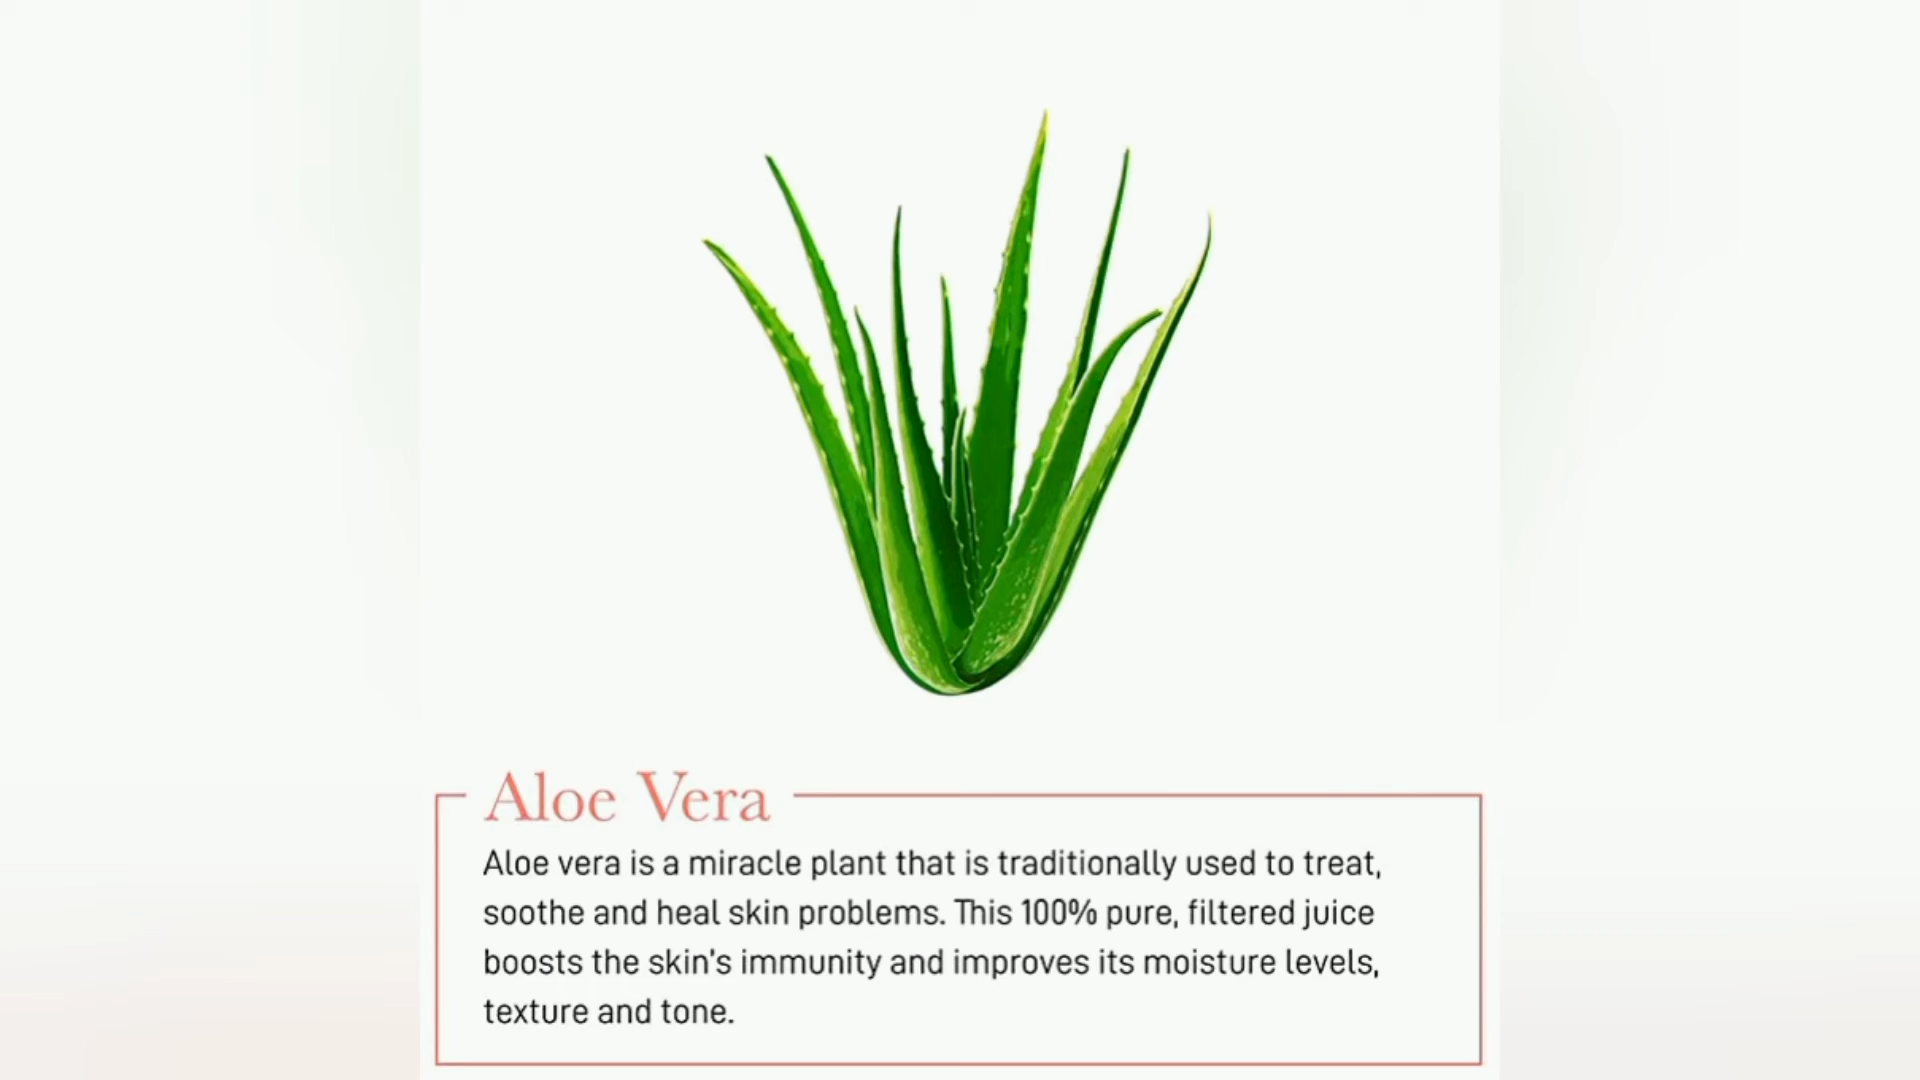 Aloe Vera
Aloe vera is a miracle plant that is traditionally used to treat,
soothe and heal skin problems. This 100% pure, filtered juice
boosts the skin's immunity and improves its moisture levels,
texture and tone.